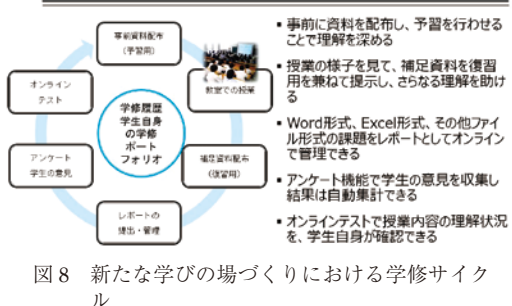 事前資料配布
(予習用)
教室での授業
補足資料配布
(復習用)
レポートの
提出・管理
アンケート
学生の意見
オンライン
テスト
学修履歴
学生自身
の学修
ポート
フォリオ
▪ 事前に資料を配布し、予習を行わせる
ことで理解を深める
▪ 授業の様子を見て、補足資料を復習
用を兼ねて提示し、さらなる理解を助け
る
▪ Word形式、Excel形式、その他ファイ
ル形式の課題をレポートとしてオンライン
で管理できる
▪ アンケート機能で学生の意見を収集し
結果は自動集計できる
▪ オンラインテストで授業内容の理解状況
を、学生自身が確認できる
図8 新たな学びの場づくりにおける学修サイク
ル